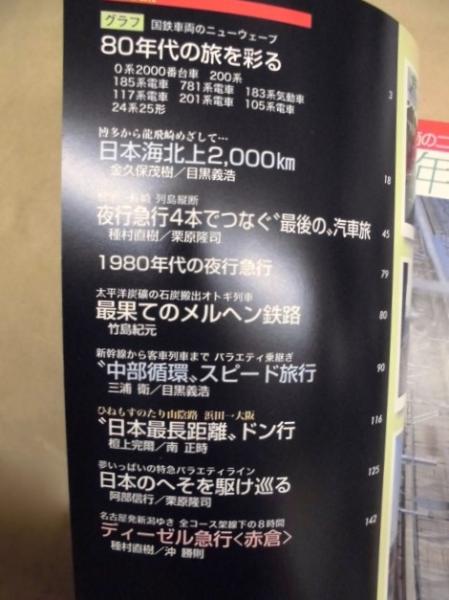 グラフ 国鉄車両のニューウェーブ
80年代の旅を彩る
0系2000番台車 200系
185系電車 781系電車 183系気動車
117系電車 201系電車 105系電車
24系25形
3
博多から龍飛崎めざして…
日本海北上2,000km
金久保茂樹/目黒義浩
18
列島縦断
夜行急行4本でつなぐ〝最後の〟汽車旅
種村直樹/栗原隆司
45
1980年代の夜行急行
79
太平洋炭礦の石炭搬出オトギ列車
最果てのメルヘン鉄路
竹島紀元
80
新幹線から客車列車まで バラエティ乗継ぎ
〝中部循環〟スピード旅行
三浦 衛/目黒義浩
90
ひねもすのたり山陰路 浜田―大阪
〝日本最長距離〟ドン行
檀上完爾/南 正時
116
夢いっぱいの特急バラエティライン
日本のへそを駆け巡る
阿部信行/栗原隆司
125
名古屋発新潟ゆき 全コース架線下の8時間
ディーゼル急行〈赤倉〉
種村直樹/沖 勝則
142
年